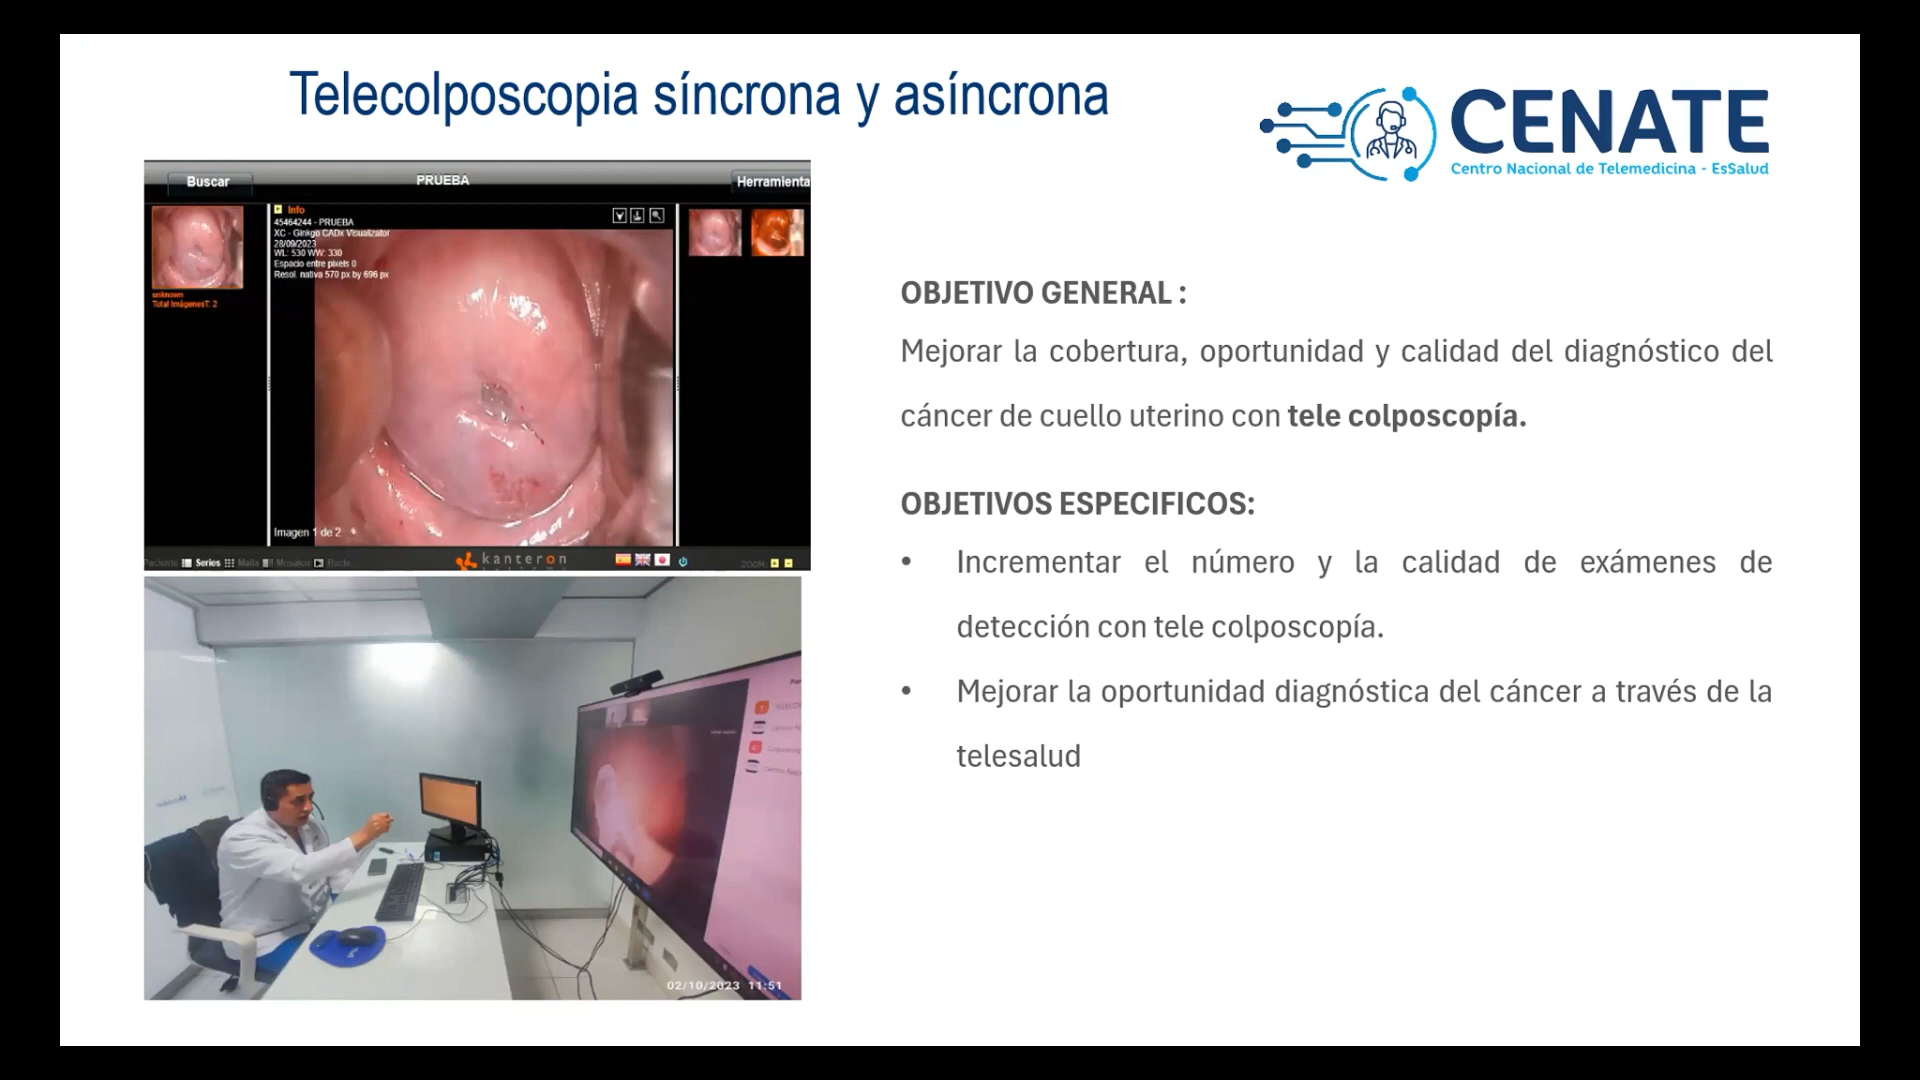 Telecolposcopia síncrona y asíncrona
CENATE
Centro Nacional de Telemedicina - EsSalud
Buscar
PRUEBA
Herramienta
Info
45464244 - PRUEBA
XC - Ginkgo CADx Visualizator
28/09/2023
WL: 530 WW: 330
Espacio entre pixels 0
Resol. nativa 570 px by 696 px
unknown
Total ImágenesT: 2
Imagen 1 de 2
Series
Malla
Mosaico
kanteron
ZOOM:
02/10/2023 11:51
OBJETIVO GENERAL :
Mejorar la cobertura, oportunidad y calidad del diagnóstico del
cáncer de cuello uterino con tele colposcopía.
OBJETIVOS ESPECIFICOS:
• Incrementar el número y la calidad de exámenes de
detección con tele colposcopía.
• Mejorar la oportunidad diagnóstica del cáncer a través de la
telesalud